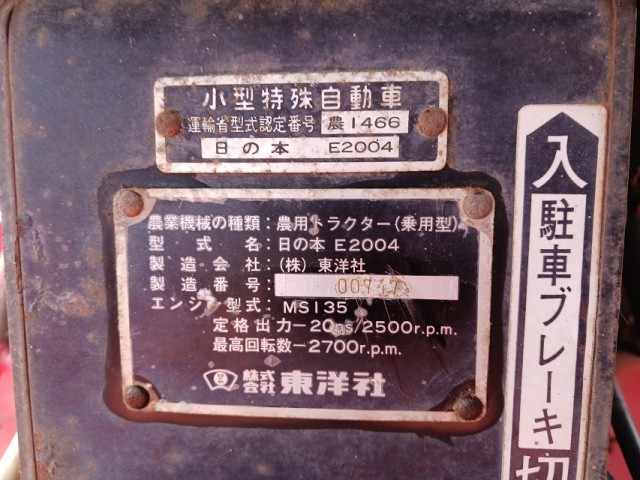 小型特殊自動車
運輸省型式認定番号 農1466
日の本 E2004
農業機械の種類：農用トラクター(乗用型)
型式名：日の本 E2004
製造会社：(株) 東洋社
製造番号：
エンジン型式：MS135
定格出力－20ps/2500r.p.m.
最高回転数－2700r.p.m.
株式会社 東洋社
入
駐車ブレーキ
切